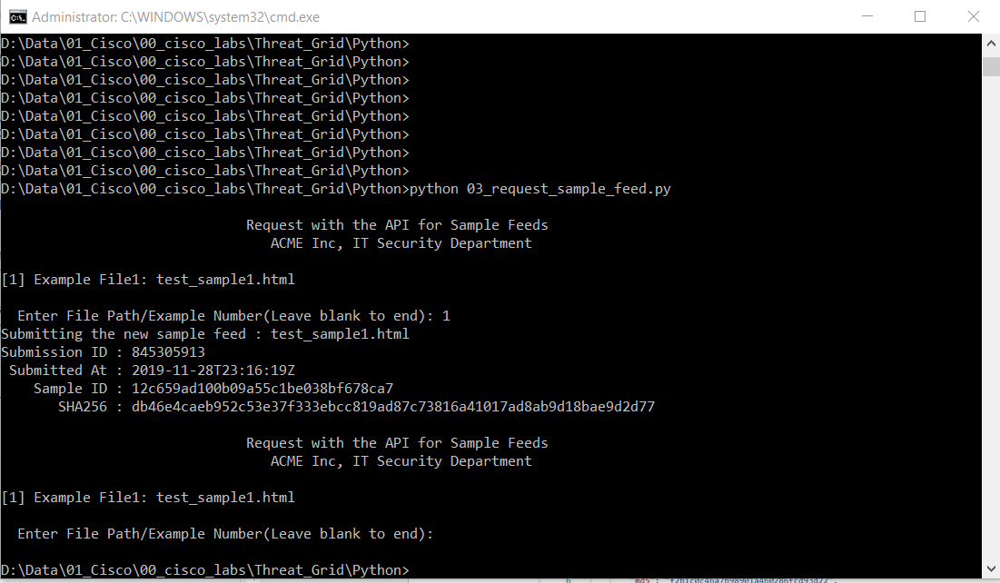 Administrator: C:\WINDOWS\system32\cmd.exe
D:\Data\01_Cisco\00_cisco_labs\Threat_Grid\Python>
D:\Data\01_Cisco\00_cisco_labs\Threat_Grid\Python>
D:\Data\01_Cisco\00_cisco_labs\Threat_Grid\Python>
D:\Data\01_Cisco\00_cisco_labs\Threat_Grid\Python>
D:\Data\01_Cisco\00_cisco_labs\Threat_Grid\Python>
D:\Data\01_Cisco\00_cisco_labs\Threat_Grid\Python>
D:\Data\01_Cisco\00_cisco_labs\Threat_Grid\Python>
D:\Data\01_Cisco\00_cisco_labs\Threat_Grid\Python>
D:\Data\01_Cisco\00_cisco_labs\Threat_Grid\Python>python 03_request_sample_feed.py
Request with the API for Sample Feeds
ACME Inc, IT Security Department
[1] Example File1: test_sample1.html
Enter File Path/Example Number(Leave blank to end): 1
Submitting the new sample feed : test_sample1.html
Submission ID : 845305913
Submitted At : 2019-11-28T23:16:19Z
Sample ID : 12c659ad100b09a55c1be038bf678ca7
SHA256 : db46e4caeb952c53e37f333ebcc819ad87c73816a41017ad8ab9d18bae9d2d77
Request with the API for Sample Feeds
ACME Inc, IT Security Department
[1] Example File1: test_sample1.html
Enter File Path/Example Number(Leave blank to end):
D:\Data\01_Cisco\00_cisco_labs\Threat_Grid\Python>